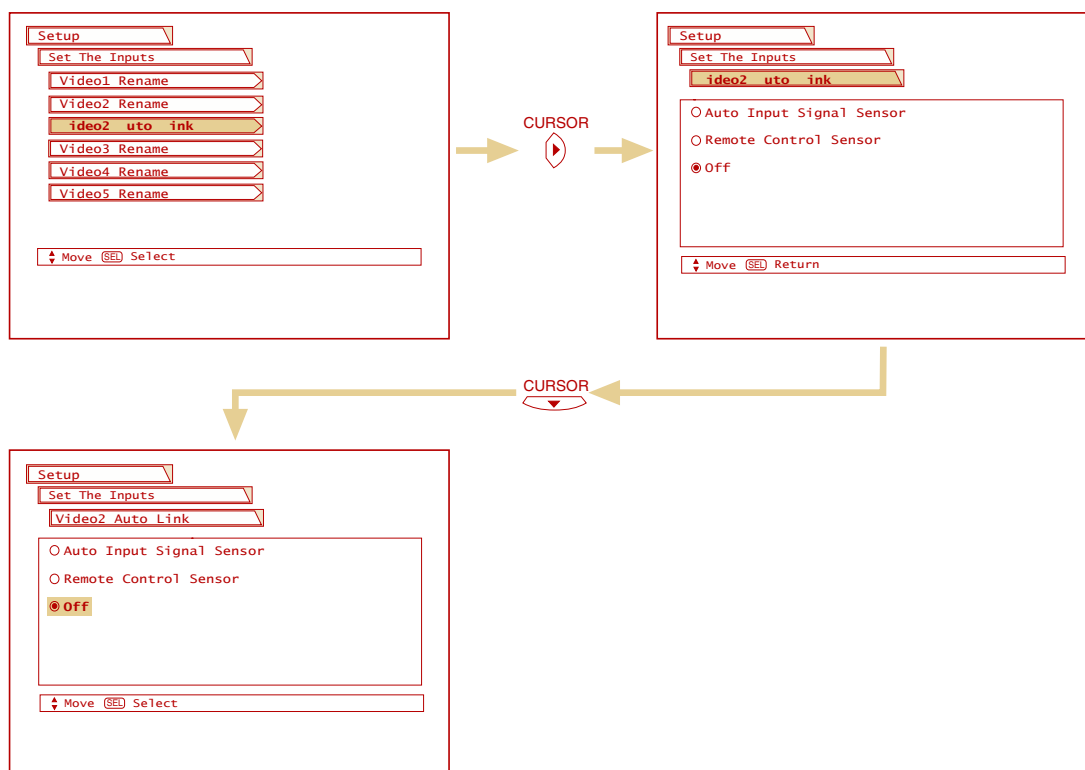 Setup
Set The Inputs
Video1 Rename
Video2 Rename
ideo2 uto ink
Video3 Rename
Video4 Rename
Video5 Rename
Move SEL Select
CURSOR
Setup
Set The Inputs
ideo2 uto ink
Auto Input Signal Sensor
Remote Control Sensor
Off
Move SEL Return
CURSOR
Setup
Set The Inputs
Video2 Auto Link
Auto Input Signal Sensor
Remote Control Sensor
Off
Move SEL Select